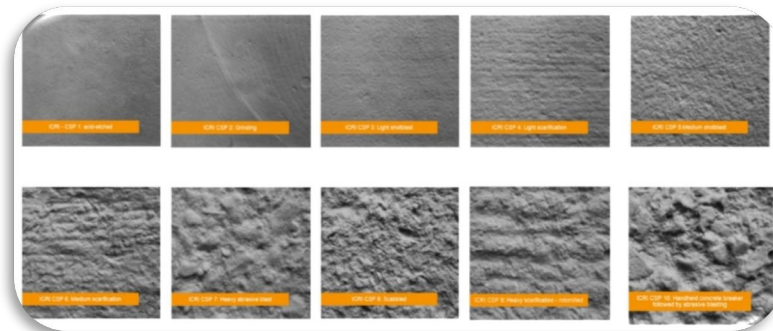 ICRI - CSP 1: acid-etched
ICRI CSP 2: Grinding
ICRI CSP 3: Light shotblast
ICRI CSP 4: Light scarification
ICRI CSP 5: Medium shotblast
ICRI CSP 6: Medium scarification
ICRI CSP 7: Heavy abrasive blast
ICRI CSP 8: Scabbled
ICRI CSP 9: Heavy scarification -
ICRI CSP 10: Handheld concrete breaker
followed by abrasive blasting